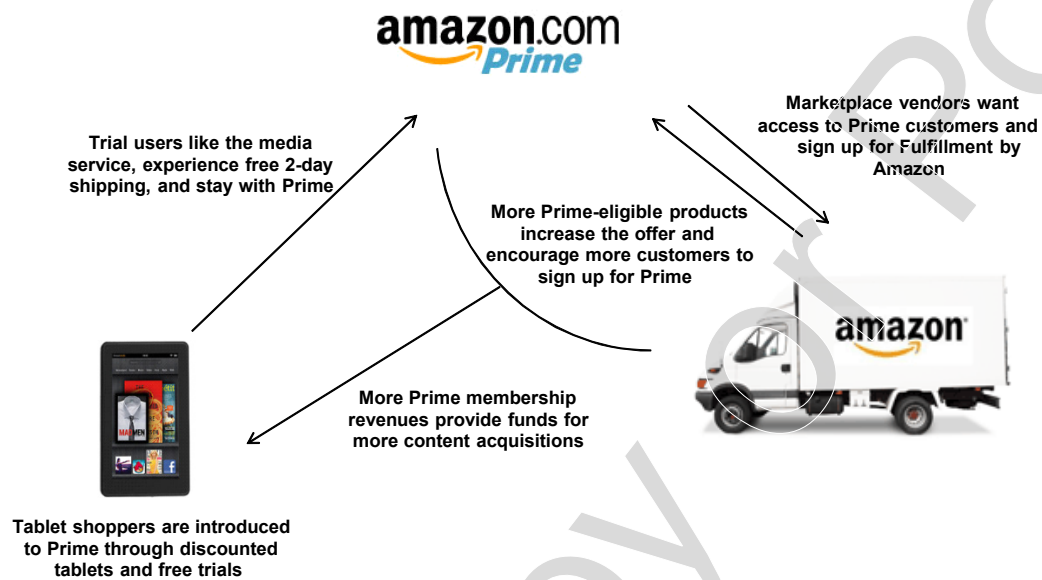 amazon.com
Prime
Trial users like the media
service, experience free 2-day
shipping, and stay with Prime
Marketplace vendors want
access to Prime customers and
sign up for Fulfillment by
Amazon
More Prime-eligible products
increase the offer and
encourage more customers to
sign up for Prime
amazon
More Prime membership
revenues provide funds for
more content acquisitions
MAD MEN
Tablet shoppers are introduced
to Prime through discounted
tablets and free trials